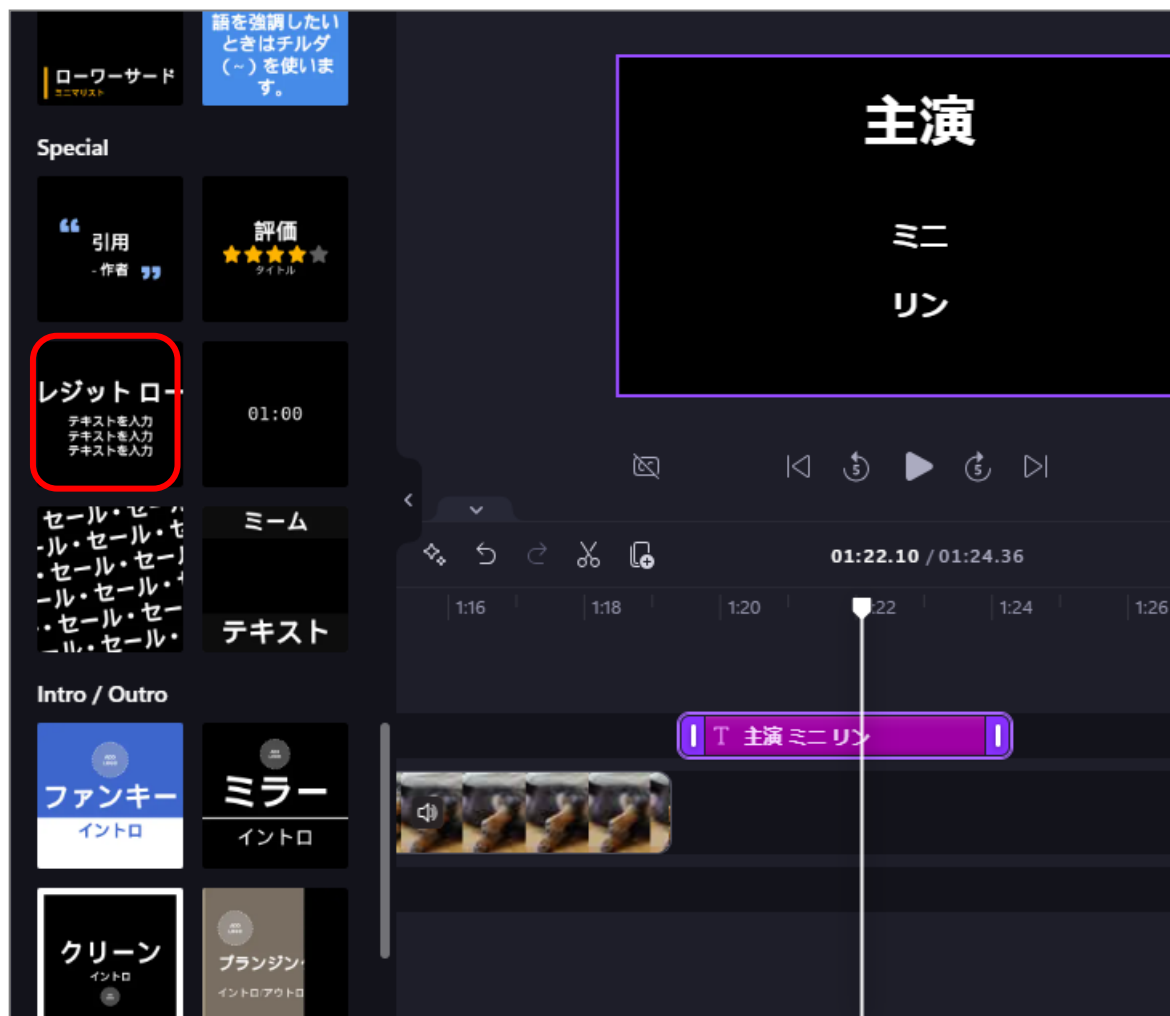 語を強調したい
ときはチルダ
(~) を使いま
す。
ローワーサード
ミニマリスト
Special
“ 引用
- 作者 ”
評価
タイトル
レジット ロー
テキストを入力
テキストを入力
テキストを入力
01:00
セール・セー
-ル・セール・セ
・セール・セー
ール・セール・
・セール・セー
ール・セール・
ミーム
テキスト
Intro / Outro
ファンキー
イントロ
ミラー
イントロ
クリーン
イントロ
ブランジング
イントロ/アウトロ
主演
ミニ
リン
CC
5
5
01:22.10 / 01:24.36
1:16
1:18
1:20
:22
1:24
1:26
T 主演 ミニ リン